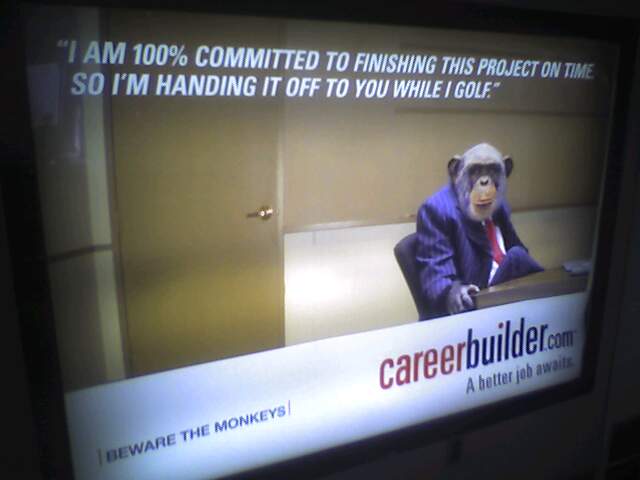 "I AM 100% COMMITTED TO FINISHING THIS PROJECT ON TIME.
SO I'M HANDING IT OFF TO YOU WHILE I GOLF."
careerbuilder.com
A better job awaits.
BEWARE THE MONKEYS